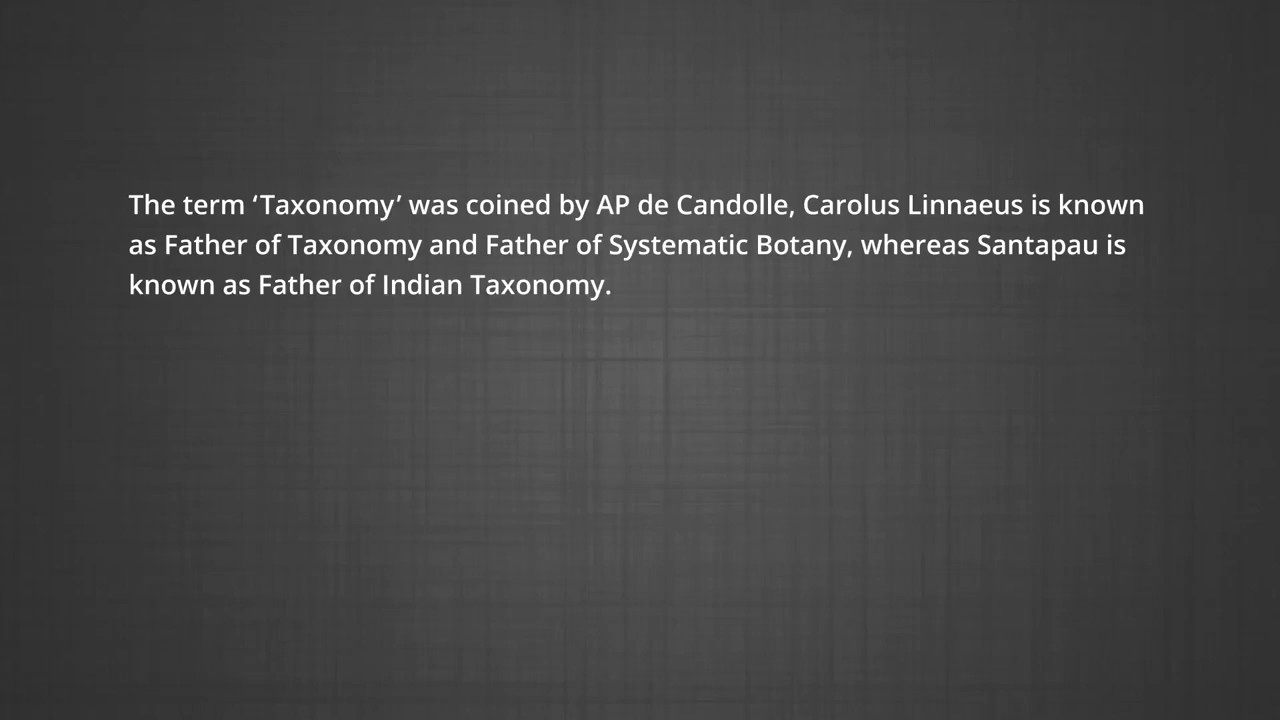 The term ‘Taxonomy’ was coined by AP de Candolle, Carolus Linnaeus is known
as Father of Taxonomy and Father of Systematic Botany, whereas Santapau is
known as Father of Indian Taxonomy.